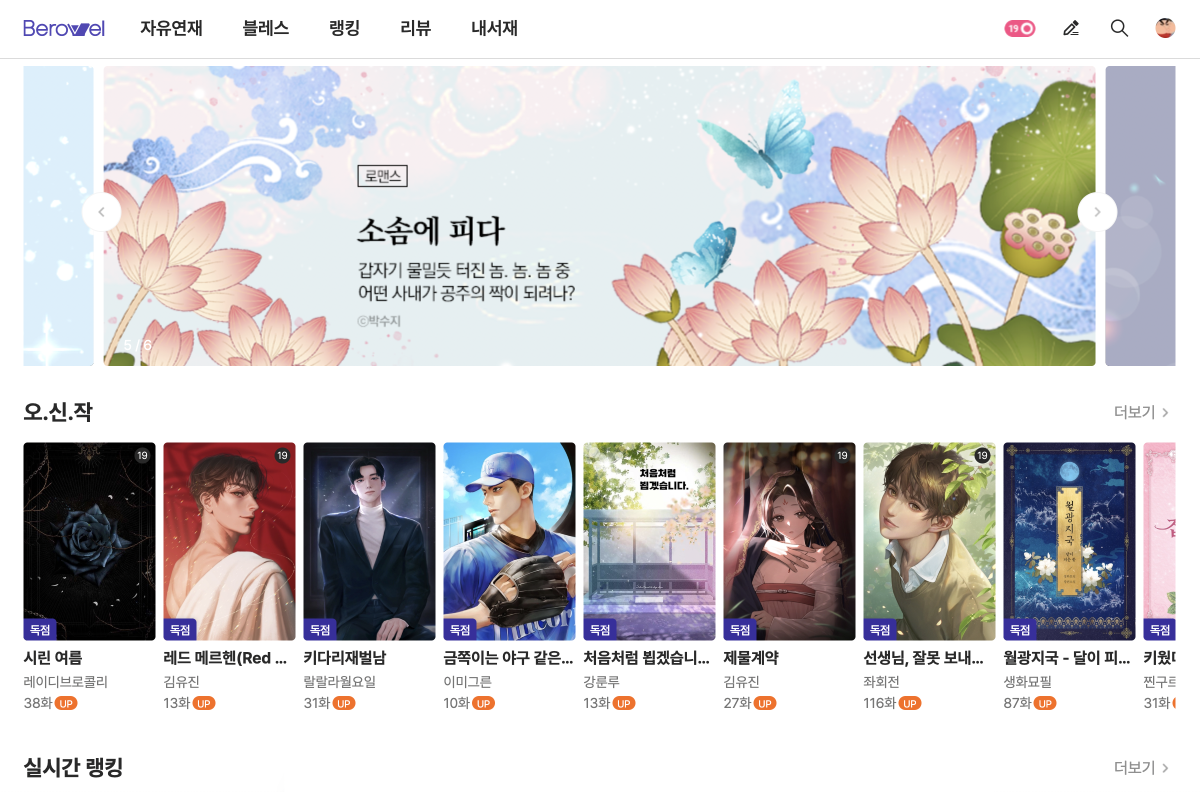 Berovel 자유연재 블레스 랭킹 리뷰 내서재 19
로맨스
소솜에 피다
갑자기 물밀듯 터진 놈. 놈. 놈 중
어떤 사내가 공주의 짝이 되려나?
©박수지
5 / 6
오.신.작 더보기
19 19 19 19
처음처럼
뵙겠습니다.
월광지국
독점 독점 독점 독점 독점 독점 독점 독점 독점
시린 여름
레이디브로콜리
38화 UP
레드 메르헨(Red ...
김유진
13화 UP
키다리재벌남
랄랄라월요일
31화 UP
금쪽이는 야구 같은...
이미그른
10화 UP
처음처럼 뵙겠습니...
강룬루
13화 UP
제물계약
김유진
27화 UP
선생님, 잘못 보내...
좌회전
116화 UP
월광지국 - 달이 피...
생화묘필
87화 UP
키웠
찐구르
31화
실시간 랭킹 더보기